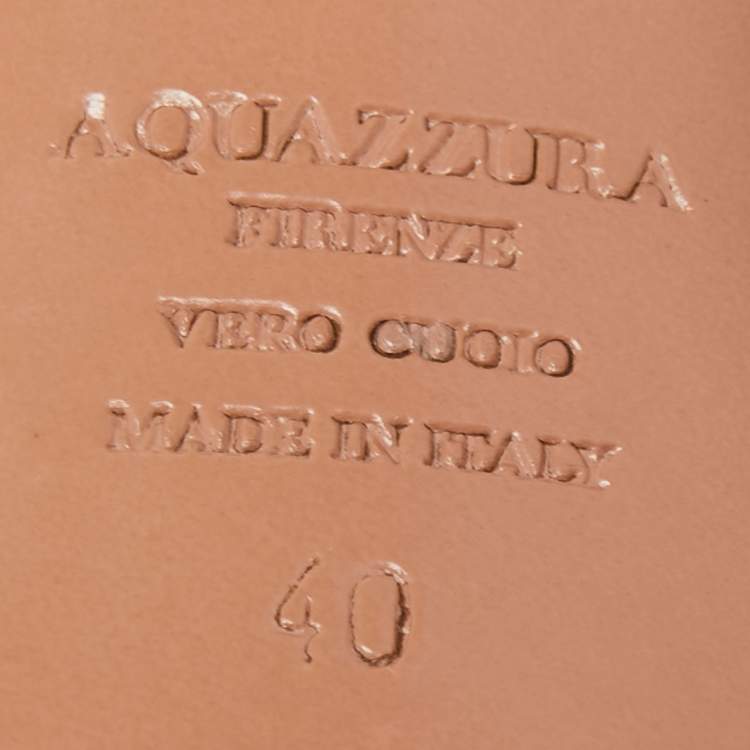 AQUAZZURA
FIRENZE
VERO CUOIO
MADE IN ITALY
40